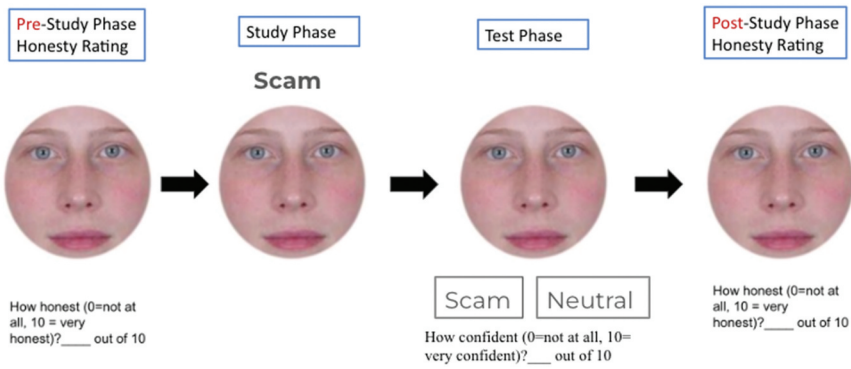 Pre-Study Phase
Honesty Rating
Study Phase
Test Phase
Post-Study Phase
Honesty Rating
Scam
Scam
Neutral
How honest (0=not at
all, 10 = very
honest)?____ out of 10
How confident (0=not at all, 10=
very confident)?___ out of 10
How honest (0=not at
all, 10 = very
honest)?____ out of 10